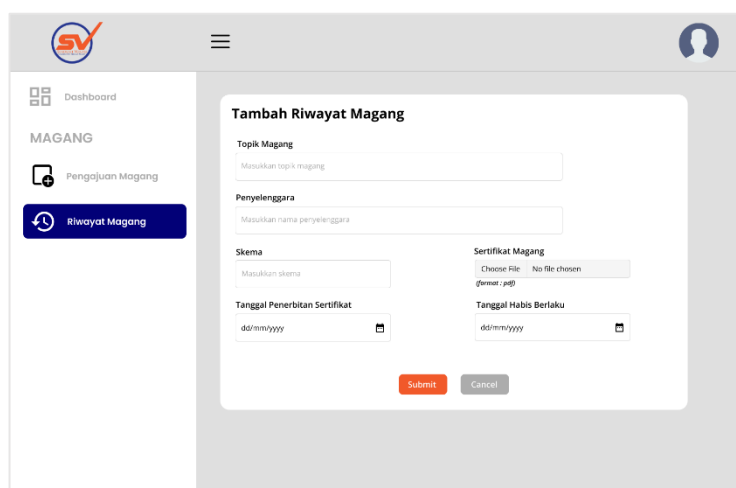 SV
Dashboard
MAGANG
Pengajuan Magang
Riwayat Magang
Tambah Riwayat Magang
Topik Magang
Masukkan topik magang
Penyelenggara
Masukkan nama penyelenggara
Skema
Masukkan skema
Sertifikat Magang
Choose File No file chosen
(format : pdf)
Tanggal Penerbitan Sertifikat
dd/mm/yyyy
Tanggal Habis Berlaku
dd/mm/yyyy
Submit
Cancel